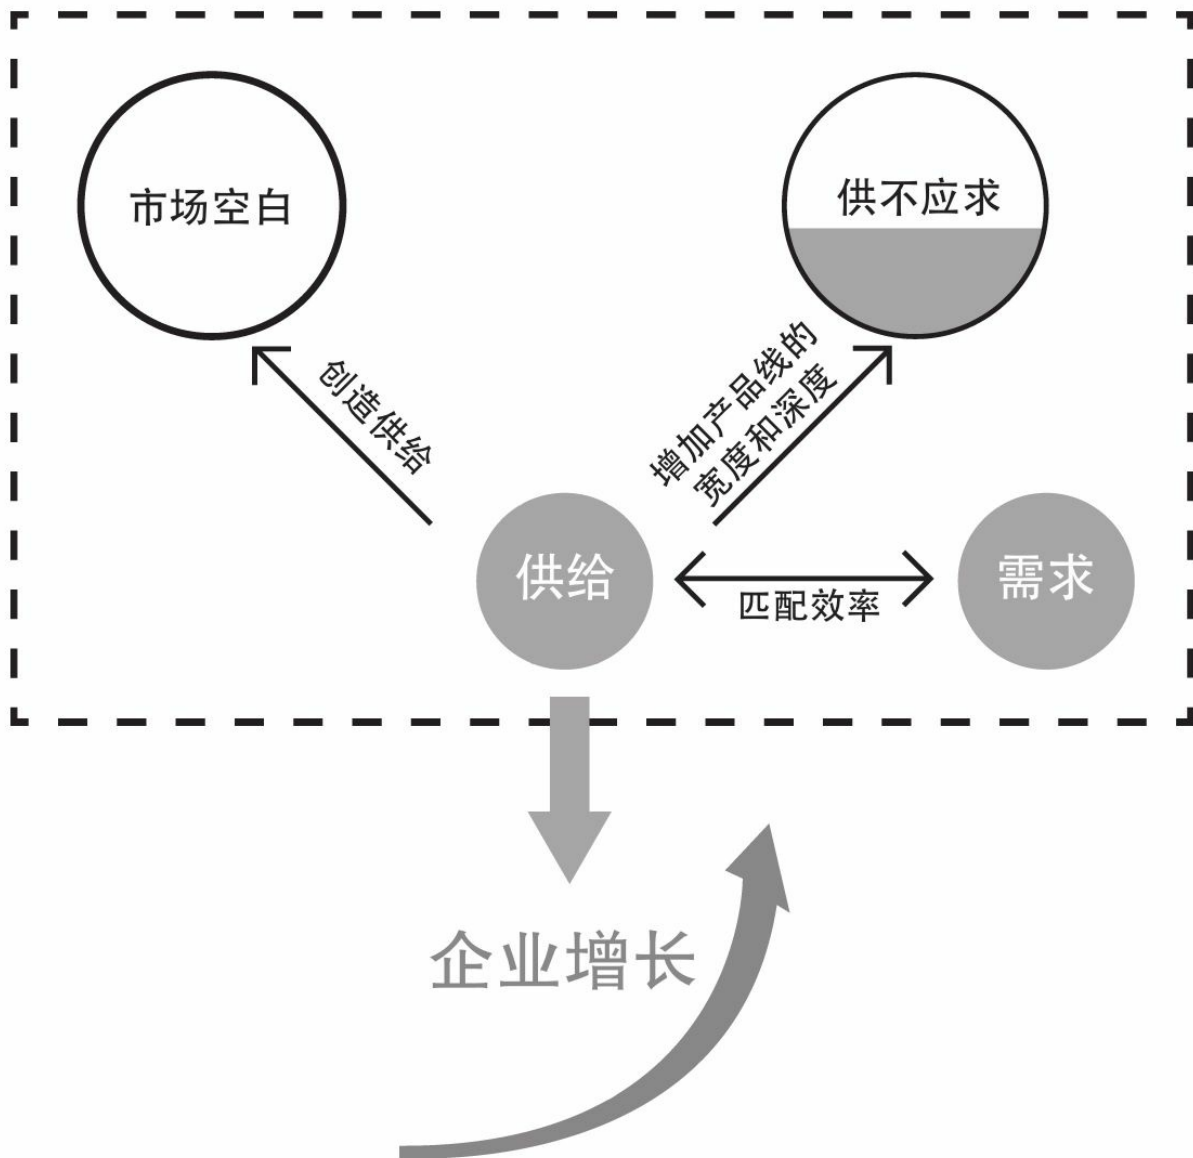 市场空白
供不应求
创造供给
增加产品线的
宽度和深度
供给
匹配效率
需求
企业增长